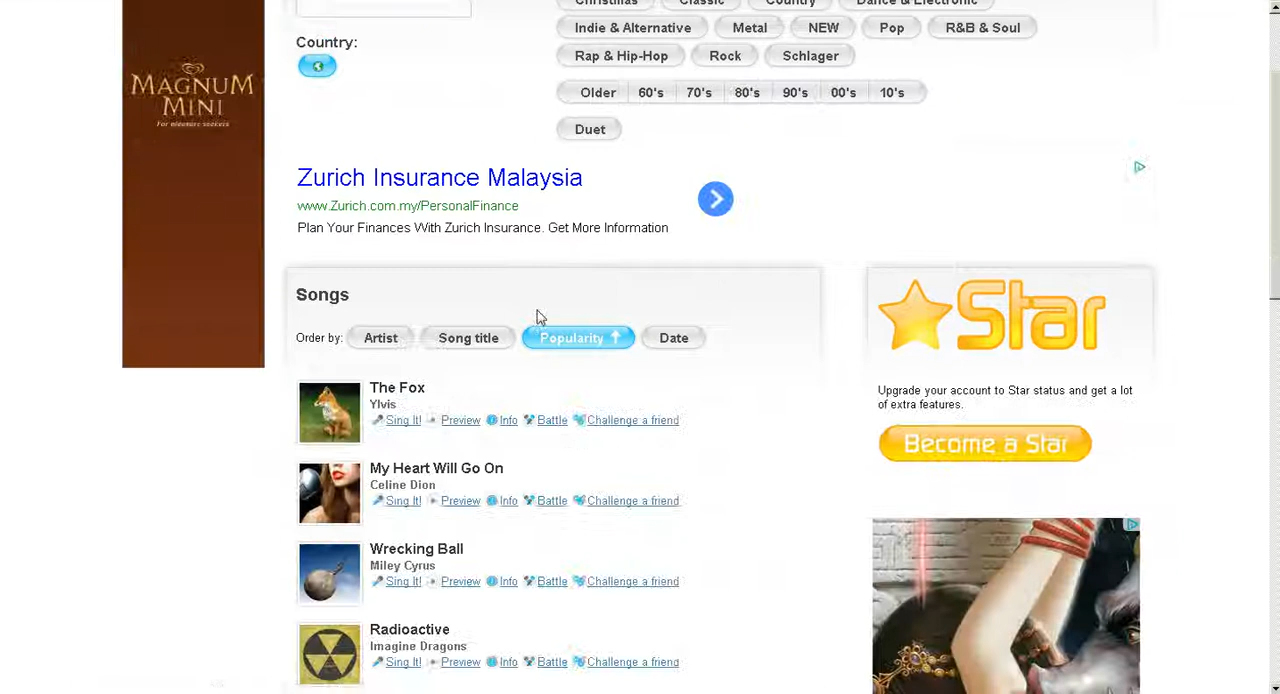 Christmas Classic Country Dance & Electronic
MAGNUM
MINI
For pleasure seekers
Country:
Indie & Alternative Metal NEW Pop R&B & Soul
Rap & Hip-Hop Rock Schlager
Older 60's 70's 80's 90's 00's 10's
Duet
Zurich Insurance Malaysia
www.Zurich.com.my/PersonalFinance
Plan Your Finances With Zurich Insurance. Get More Information
Songs
Order by: Artist Song title Popularity Date
The Fox
Ylvis
Sing It! Preview Info Battle Challenge a friend
My Heart Will Go On
Celine Dion
Sing It! Preview Info Battle Challenge a friend
Wrecking Ball
Miley Cyrus
Sing It! Preview Info Battle Challenge a friend
Radioactive
Imagine Dragons
Sing It! Preview Info Battle Challenge a friend
Star
Upgrade your account to Star status and get a lot
of extra features.
Become a Star